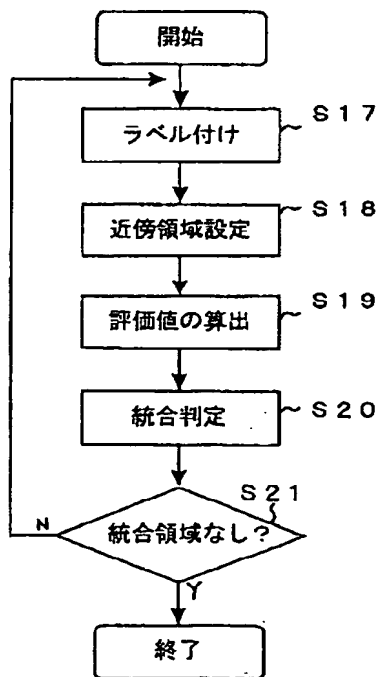 開始
ラベル付け
S17
近傍領域設定
S18
評価値の算出
S19
統合判定
S20
S21
統合領域なし?
N
Y
終了